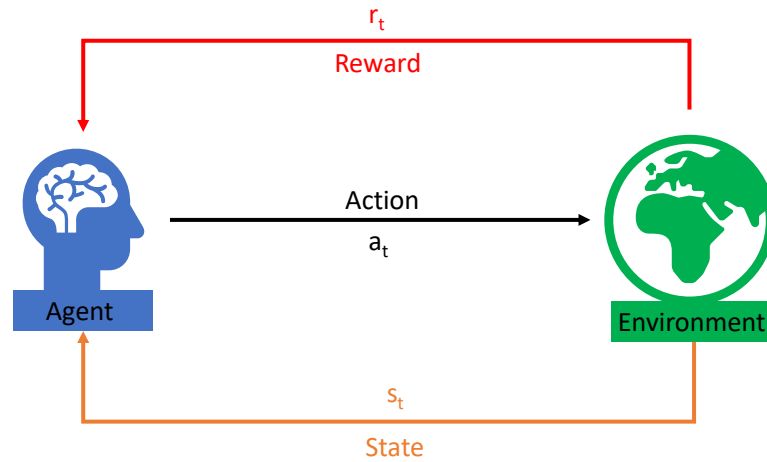 r_t
Reward
Action
a_t
Agent
Environment
s_t
State